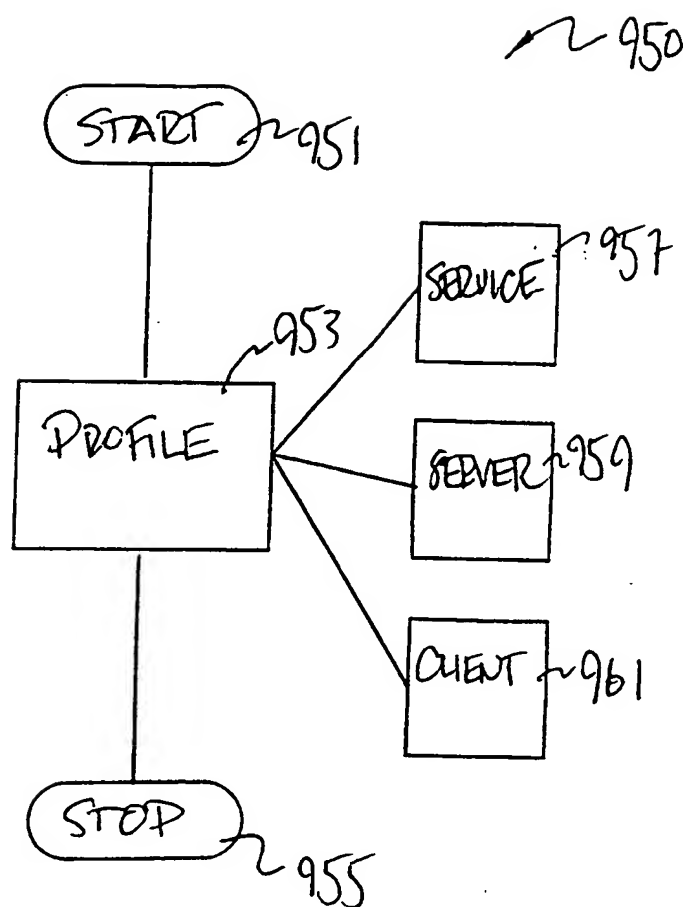 950
START
951
957
SERVICE
953
PROFILE
SERVER
959
CLIENT
961
STOP
955